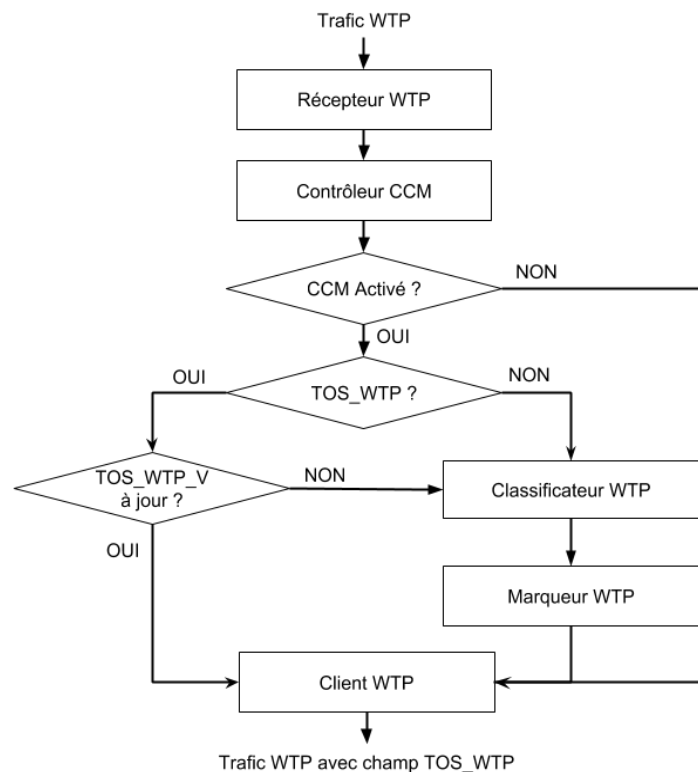 Trafic WTP
Récepteur WTP
Contrôleur CCM
CCM Activé ?
NON
OUI
OUI
TOS_WTP ?
NON
TOS_WTP_V
à jour ?
NON
Classificateur WTP
OUI
Marqueur WTP
Client WTP
Trafic WTP avec champ TOS_WTP